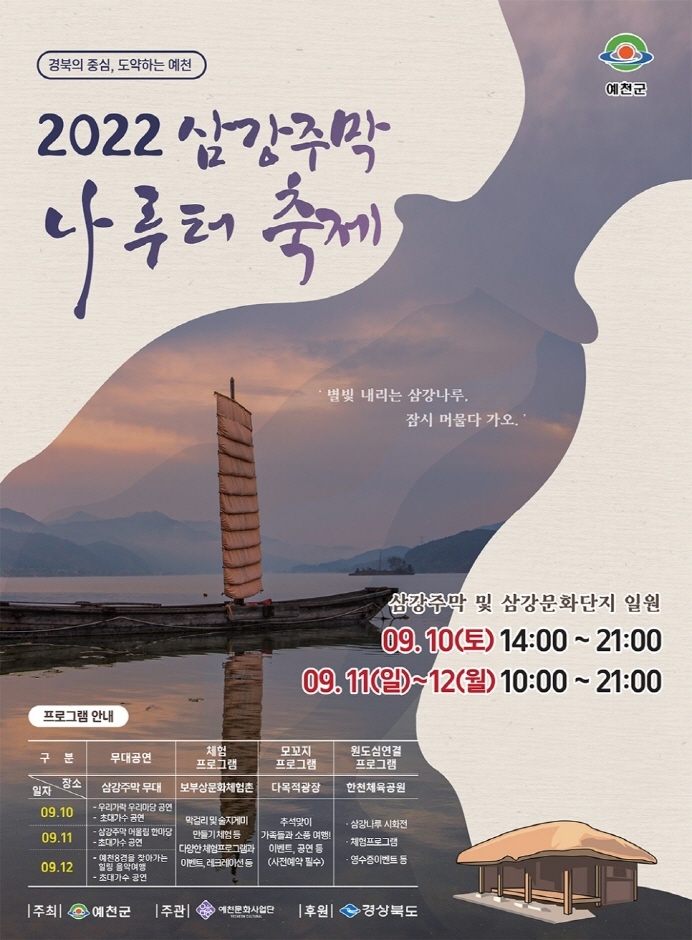 경북의 중심, 도약하는 예천
예천군
2022 삼강주막
나루터 축제
' 별빛 내리는 삼강나루.
잠시 머물다 가오. '
삼강주막 및 삼강문화단지 일원
09. 10(토) 14:00 ~ 21:00
09. 11(일)~12(월) 10:00 ~ 21:00
프로그램 안내
구 분 무대공연 체험 프로그램 모꼬지 프로그램 원도심연결 프로그램
일자 장소 삼강주막 무대 보부상문화체험촌 다목적광장 한천체육공원
09.10
- 우리가락 우리마당 공연
- 초대가수 공연
09.11
- 삼강주막 어울림 한마당
- 초대가수 공연
09.12
- 예천8경을 찾아가는
힐링 음악여행
- 초대가수 공연
막걸리 및 술지게미
만들기 체험 등
다양한 체험프로그램과
이벤트, 레크레이션 등
추석맞이
가족들과 소풍 여행!
이벤트, 공연 등
(사전예약 필수)
· 삼강나루 시화전
· 체험프로그램
· 영수증이벤트 등
|주최| 예천군 |주관| 예천문화사업단 |후원| 경상북도